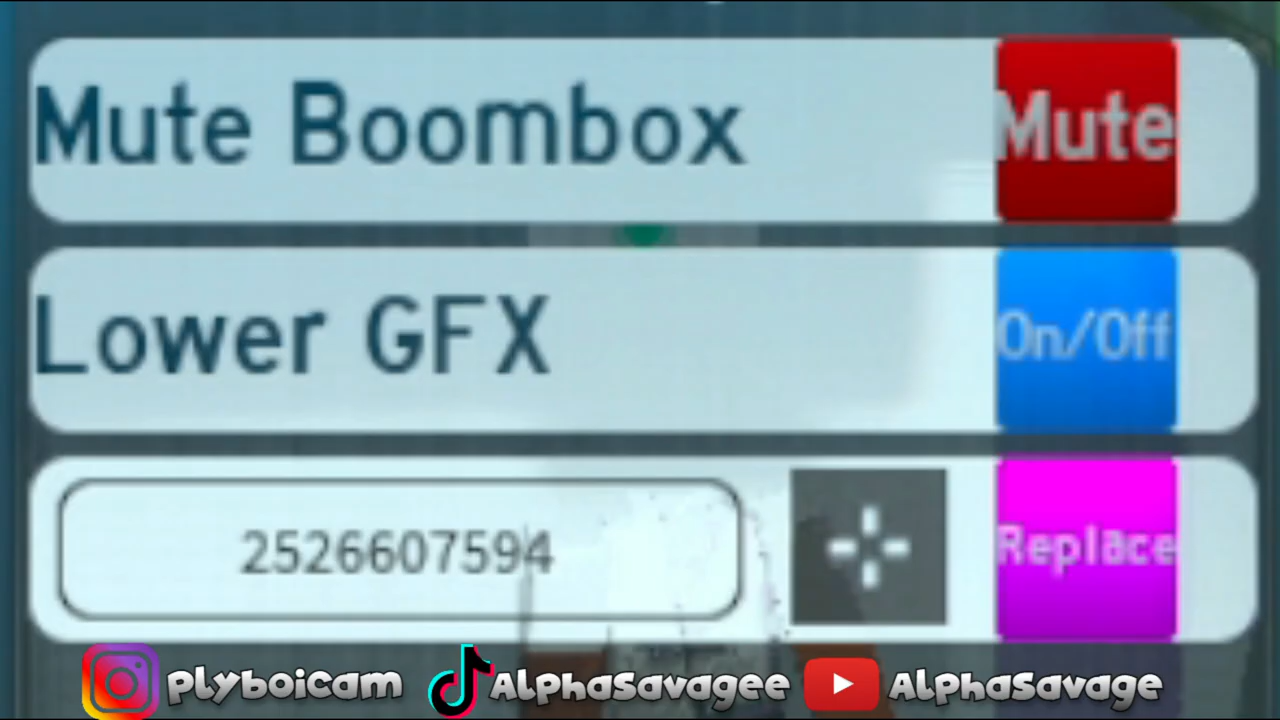 Mute Boombox Mute
Lower GFX On/Off
2526607594 Replace
plyboicam AlphaSavagee AlphaSavage